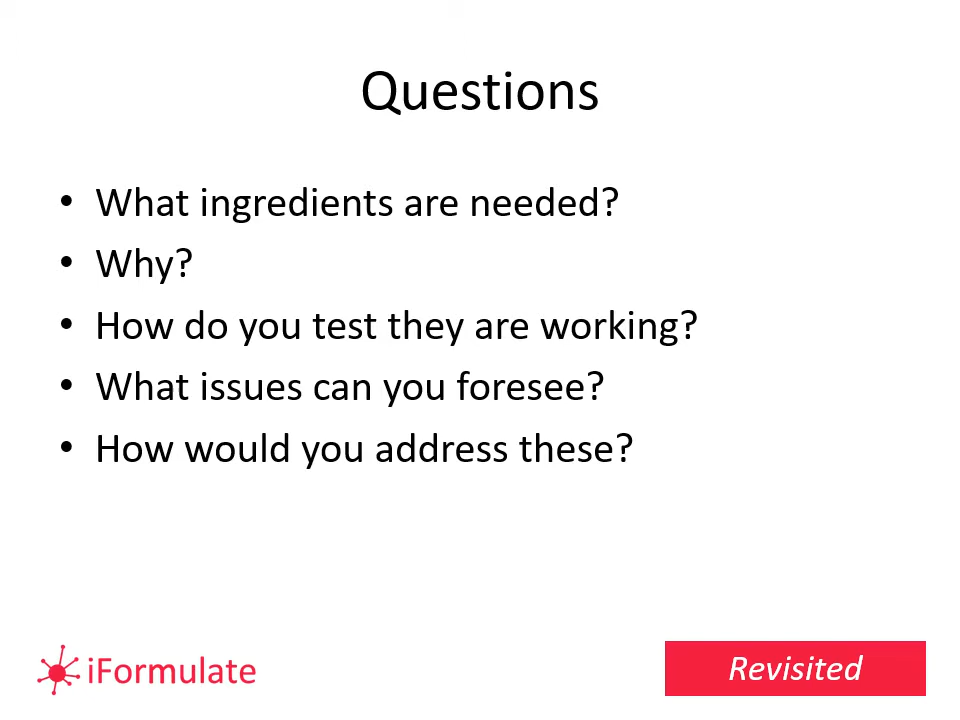 Questions
• What ingredients are needed?
• Why?
• How do you test they are working?
• What issues can you foresee?
• How would you address these?
iFormulate
Revisited